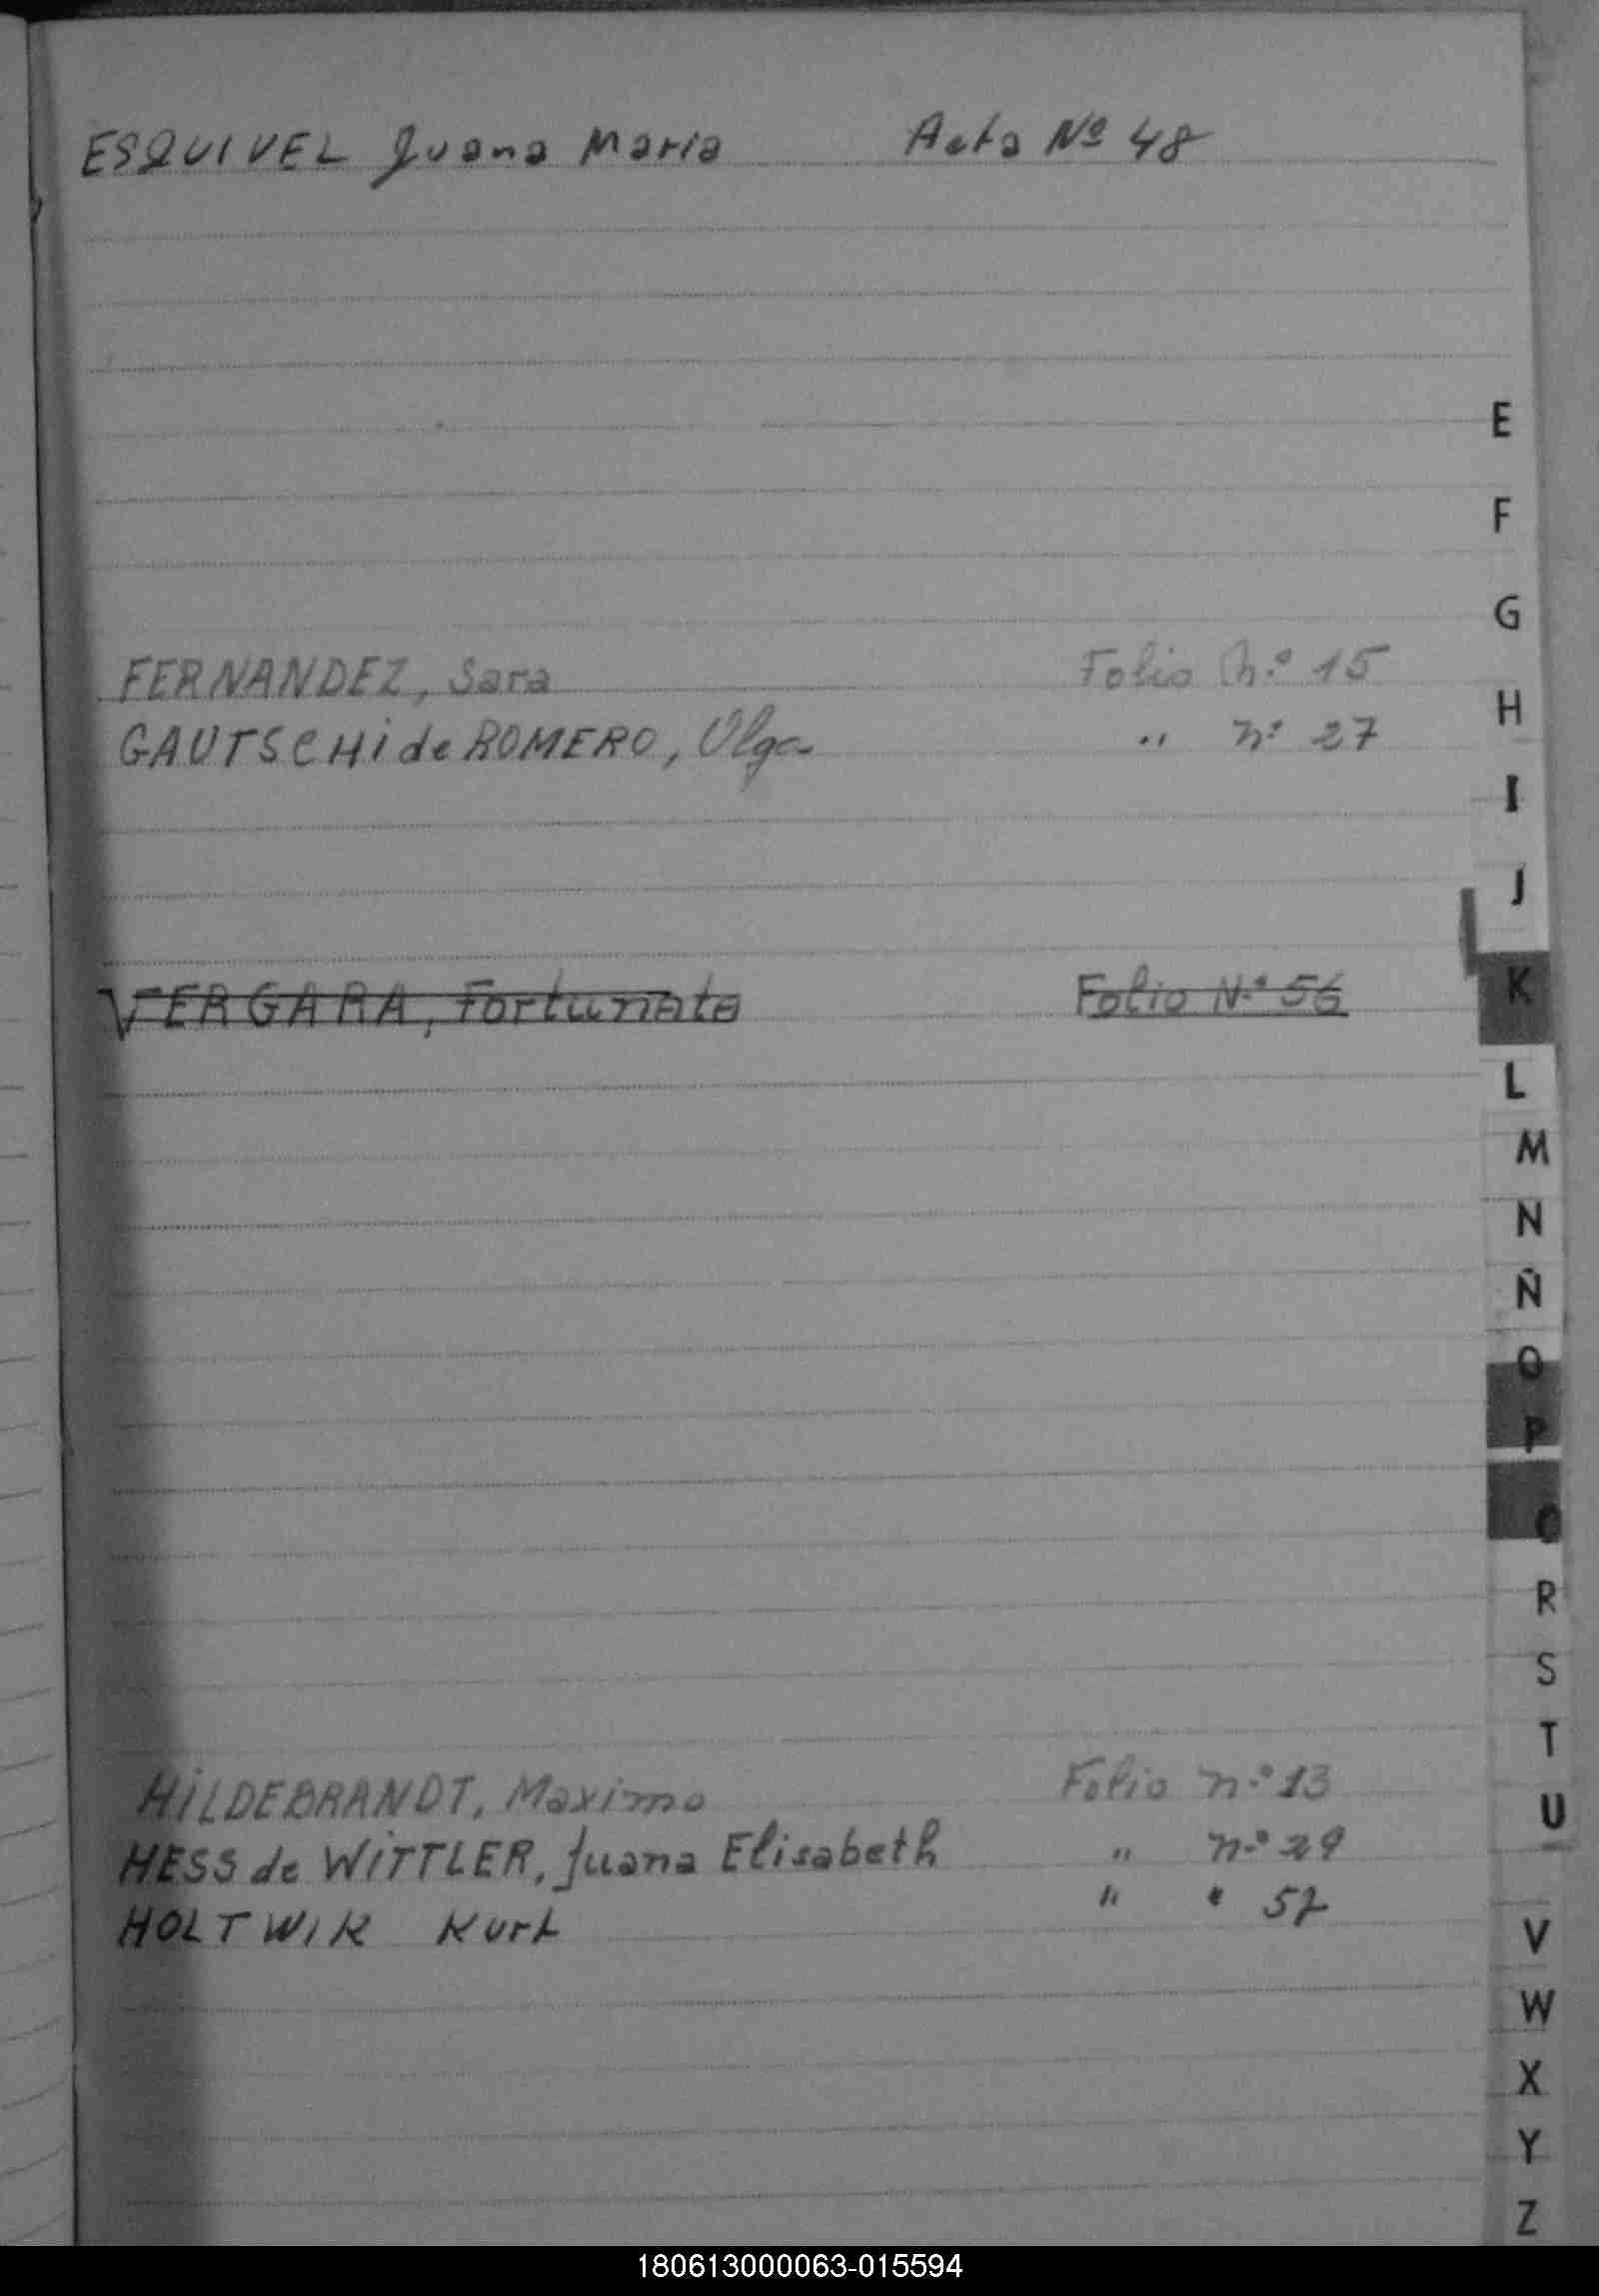 ESQUIVEL Juana Maria Acta Nº 48
E
F
G
FERNANDEZ, Sara Folio n.º 15
H
GAUTSCHi de ROMERO, Olga " n.º 27
I
J
VERGARA, Fortunata Folio N.º 56
K
L
M
N
Ñ
O
P
Q
R
S
T
HiLDEBRANDT, Maximo Folio n.º 13
U
HESS de WiTTLER, Juana Elisabeth " n.º 29
HOLTWIK Kurt " " 57
V
W
X
Y
Z
180613000063-015594